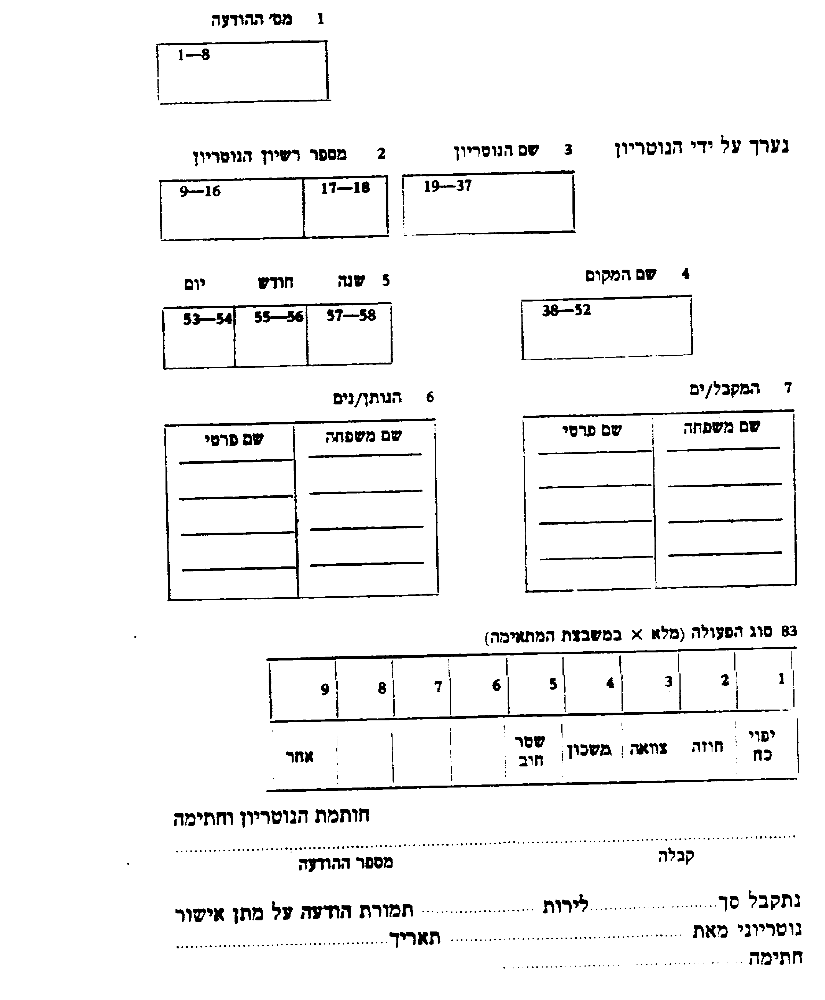 1 מס׳ ההודעה
1—8
נערך על ידי הנוטריון 3 שם הנוטריון 2 מספר רשיון הנוטריון
19—37 17—18 9—16
4 שם המקום 5 שנה חודש יום
38—52 57—58 55—56 53—54
7 המקבל/ים 6 הנותן/נים
שם משפחה שם פרטי שם משפחה שם פרטי
83 סוג הפעולה (מלא × במשבצת המתאימה)
1 2 3 4 5 6 7 8 9
יפוי כח חוזה צוואה משכון שטר חוב אחר
חותמת הנוטריון וחתימה
קבלה מספר ההודעה
נתקבל סך לירות תמורת הודעה על מתן אישור
נוטריוני מאת תאריך
חתימה